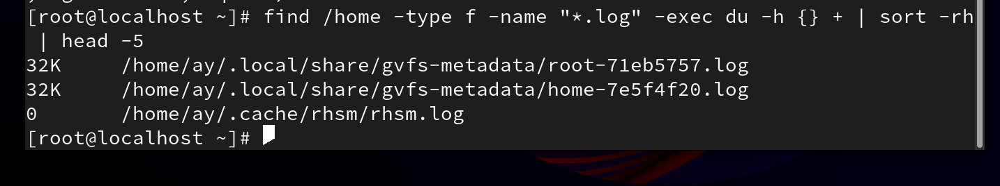 [root@localhost ~]# find /home -type f -name "*.log" -exec du -h {} + | sort -rh
 | head -5
32K     /home/ay/.local/share/gvfs-metadata/root-71eb5757.log
32K     /home/ay/.local/share/gvfs-metadata/home-7e5f4f20.log
0       /home/ay/.cache/rhsm/rhsm.log
[root@localhost ~]#